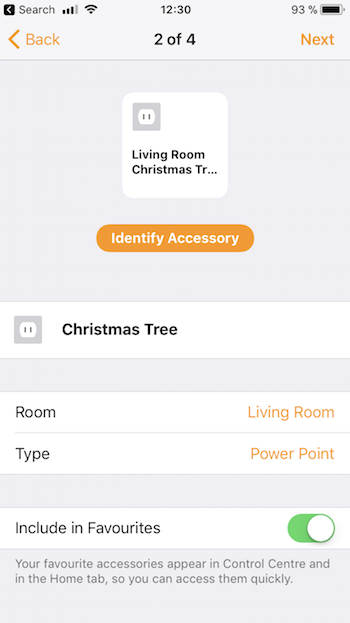 Search 12:30 93 %
Back 2 of 4 Next
Living Room
Christmas Tr...
Identify Accessory
Christmas Tree
Room Living Room
Type Power Point
Include in Favourites
Your favourite accessories appear in Control Centre and
in the Home tab, so you can access them quickly.